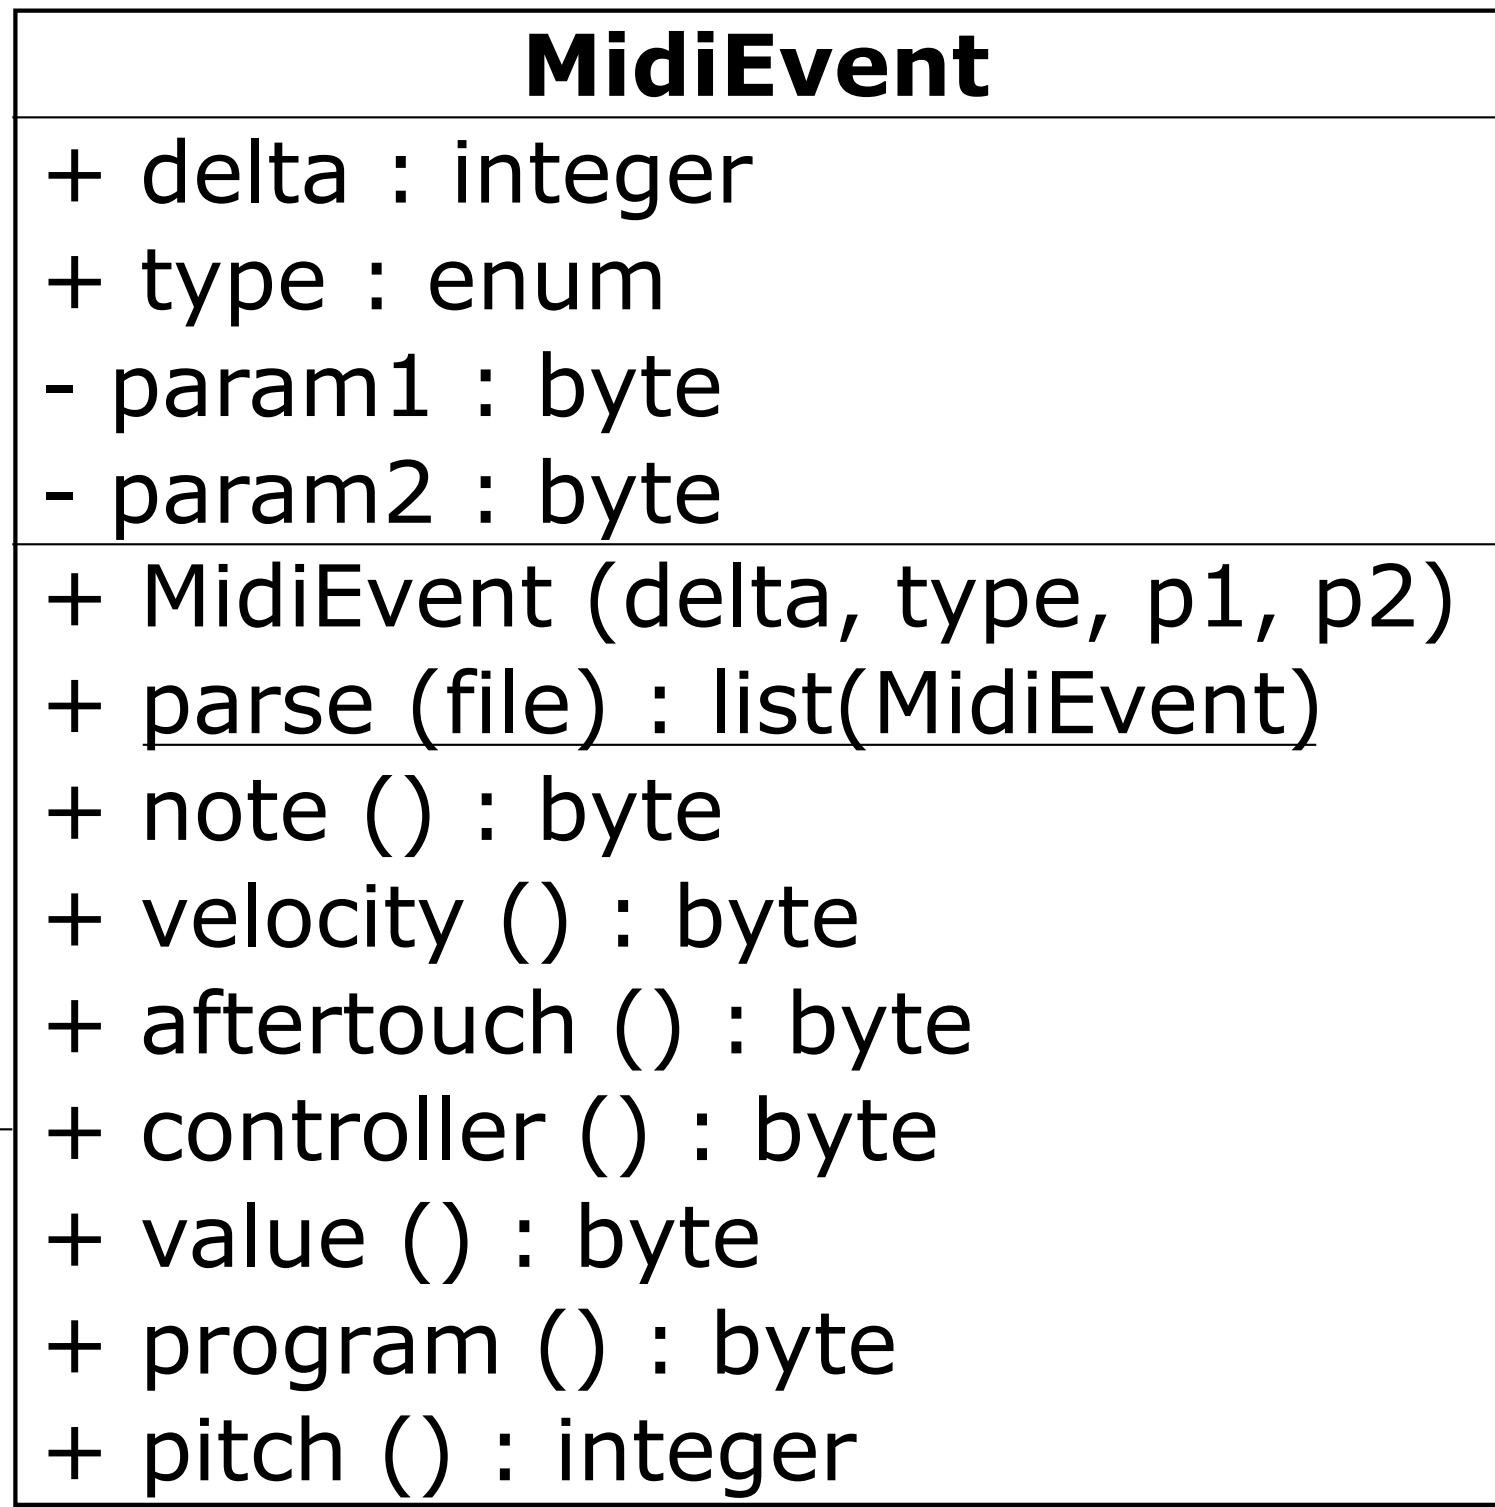 MidiEvent
+ delta : integer
+ type : enum
- param1 : byte
- param2 : byte
+ MidiEvent (delta, type, p1, p2)
+ parse (file) : list(MidiEvent)
+ note () : byte
+ velocity () : byte
+ aftertouch () : byte
+ controller () : byte
+ value () : byte
+ program () : byte
+ pitch () : integer